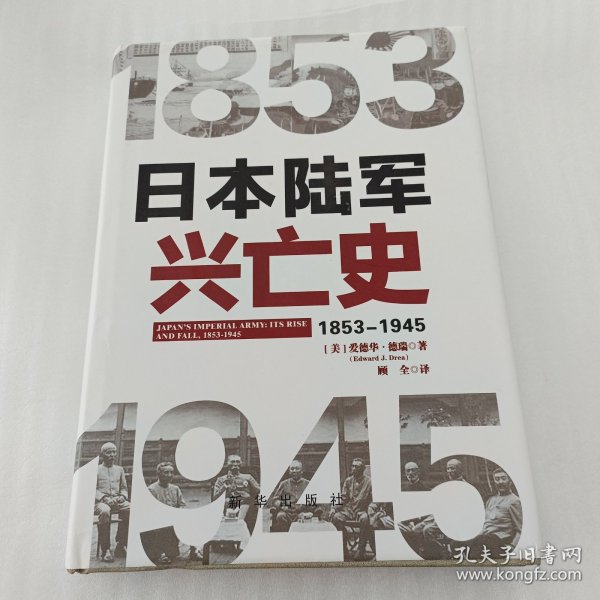 1853
日本陆军
兴亡史
JAPAN'S IMPERIAL ARMY: ITS RISE
AND FALL, 1853-1945
1853-1945
[美]爱德华·德瑞◎著
(Edward J. Drea)
顾 全◎译
1945
新华出版社
孔夫子旧书网
www.kongfz.com